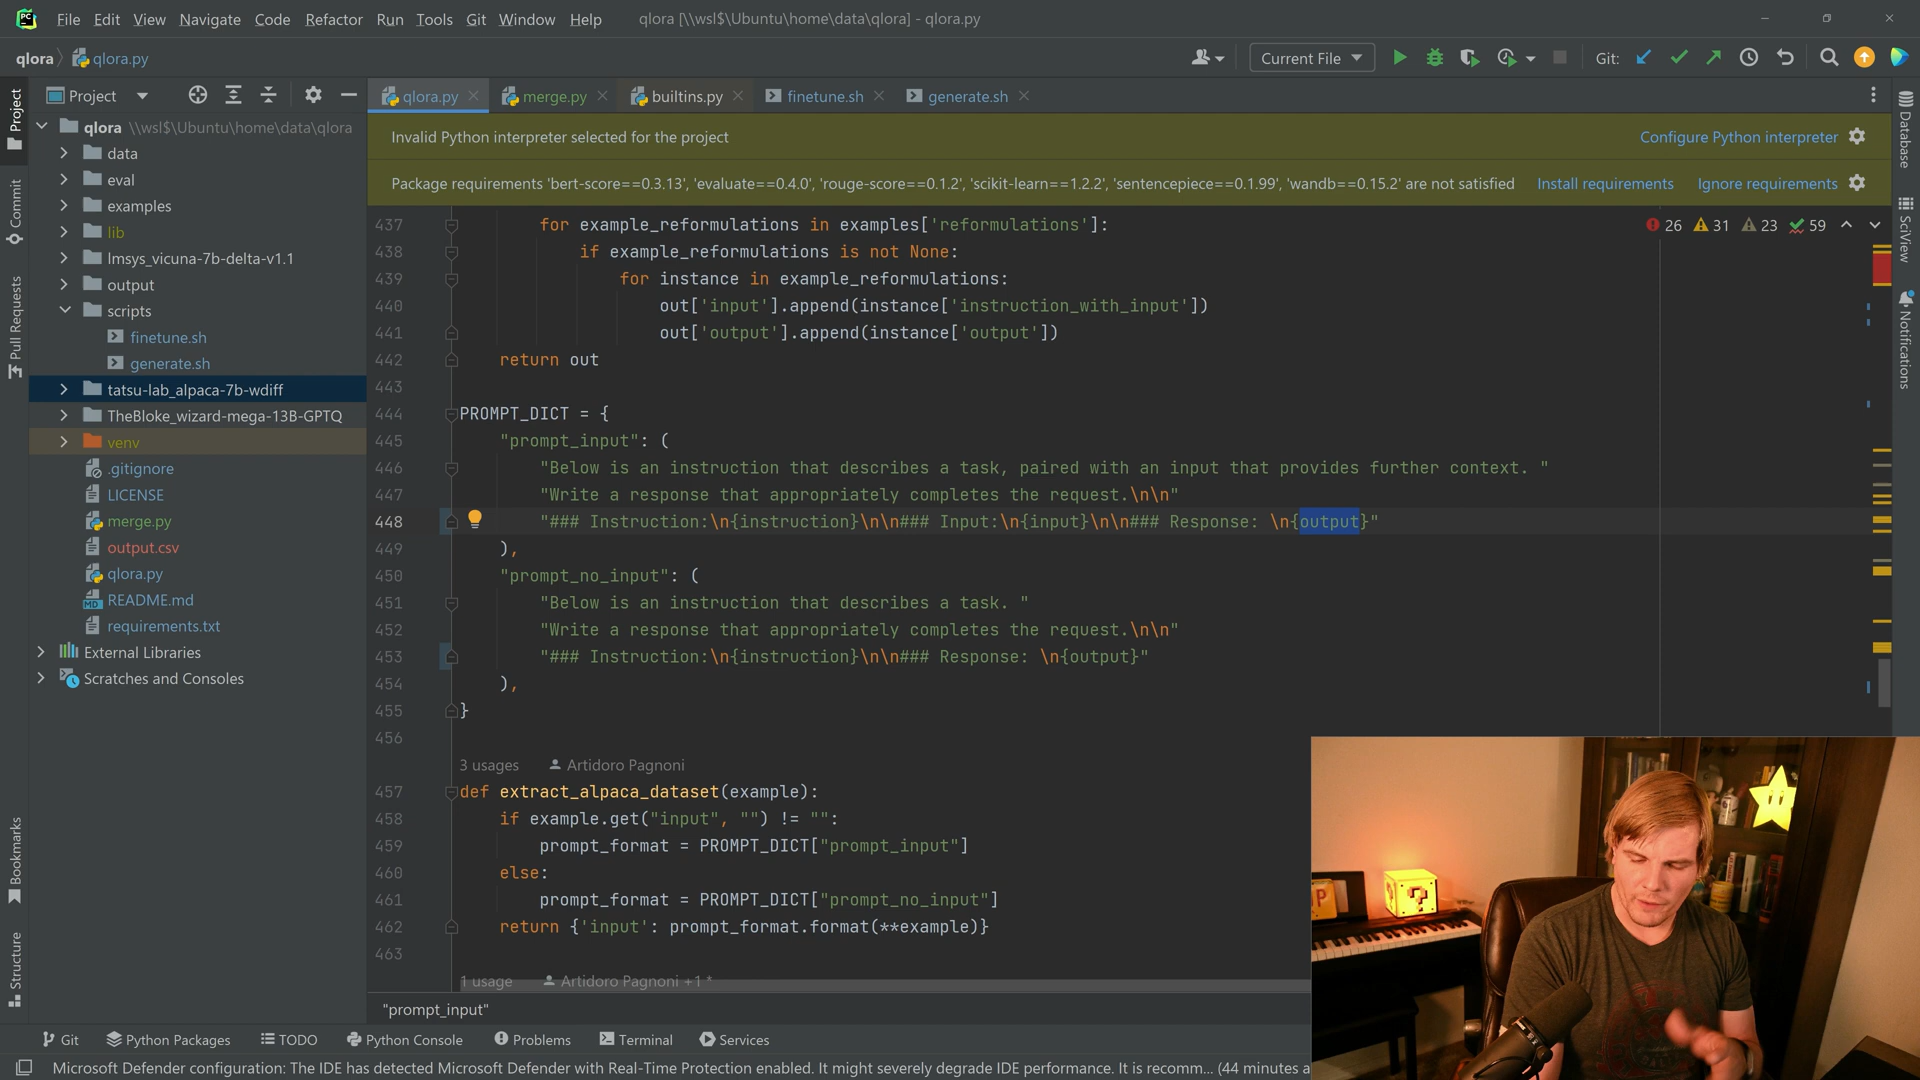 PC
File Edit View Navigate Code Refactor Run Tools Git Window Help
qlora [\\wsl$\Ubuntu\home\data\qlora] - qlora.py
qlora qlora.py
Current File
Git:
Project
qlora.py merge.py builtins.py finetune.sh generate.sh
Invalid Python interpreter selected for the project
Configure Python interpreter
Package requirements 'bert-score==0.3.13', 'evaluate==0.4.0', 'rouge-score==0.1.2', 'scikit-learn==1.2.2', 'sentencepiece==0.1.99', 'wandb==0.15.2' are not satisfied
Install requirements Ignore requirements
Project
Commit
Pull Requests
Bookmarks
Structure
qlora \\wsl$\Ubuntu\home\data\qlora
data
eval
examples
lib
lmsys_vicuna-7b-delta-v1.1
output
scripts
finetune.sh
generate.sh
tatsu-lab_alpaca-7b-wdiff
TheBloke_wizard-mega-13B-GPTQ
venv
.gitignore
LICENSE
merge.py
output.csv
qlora.py
README.md
requirements.txt
External Libraries
Scratches and Consoles
26 31 23 59
437 for example_reformulations in examples['reformulations']:
438 if example_reformulations is not None:
439 for instance in example_reformulations:
440 out['input'].append(instance['instruction_with_input'])
441 out['output'].append(instance['output'])
442 return out
443
444 PROMPT_DICT = {
445 "prompt_input": (
446 "Below is an instruction that describes a task, paired with an input that provides further context. "
447 "Write a response that appropriately completes the request.\n\n"
448 "### Instruction:\n{instruction}\n\n### Input:\n{input}\n\n### Response: \n{output}"
449 ),
450 "prompt_no_input": (
451 "Below is an instruction that describes a task. "
452 "Write a response that appropriately completes the request.\n\n"
453 "### Instruction:\n{instruction}\n\n### Response: \n{output}"
454 ),
455 }
456
3 usages Artidoro Pagnoni
457 def extract_alpaca_dataset(example):
458 if example.get("input", "") != "":
459 prompt_format = PROMPT_DICT["prompt_input"]
460 else:
461 prompt_format = PROMPT_DICT["prompt_no_input"]
462 return {'input': prompt_format.format(**example)}
463
1 usage Artidoro Pagnoni +1 *
"prompt_input"
Database
SciView
Notifications
Git Python Packages TODO Python Console Problems Terminal Services
Microsoft Defender configuration: The IDE has detected Microsoft Defender with Real-Time Protection enabled. It might severely degrade IDE performance. It is recomm... (44 minutes a
?